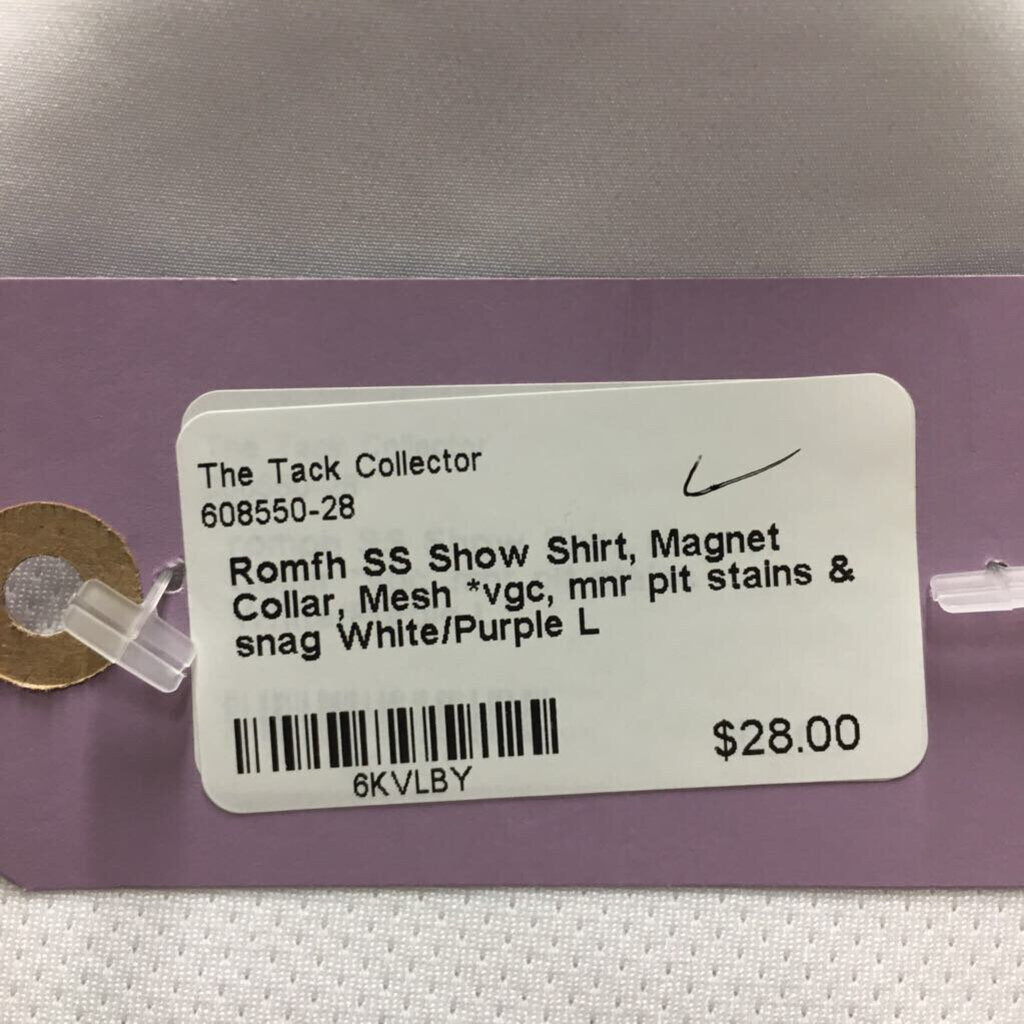 The Tack Collector
608550-28
Romfh SS Show Shirt, Magnet
Collar, Mesh *vgc, mnr pit stains &
snag White/Purple L
6KVLBY
$28.00